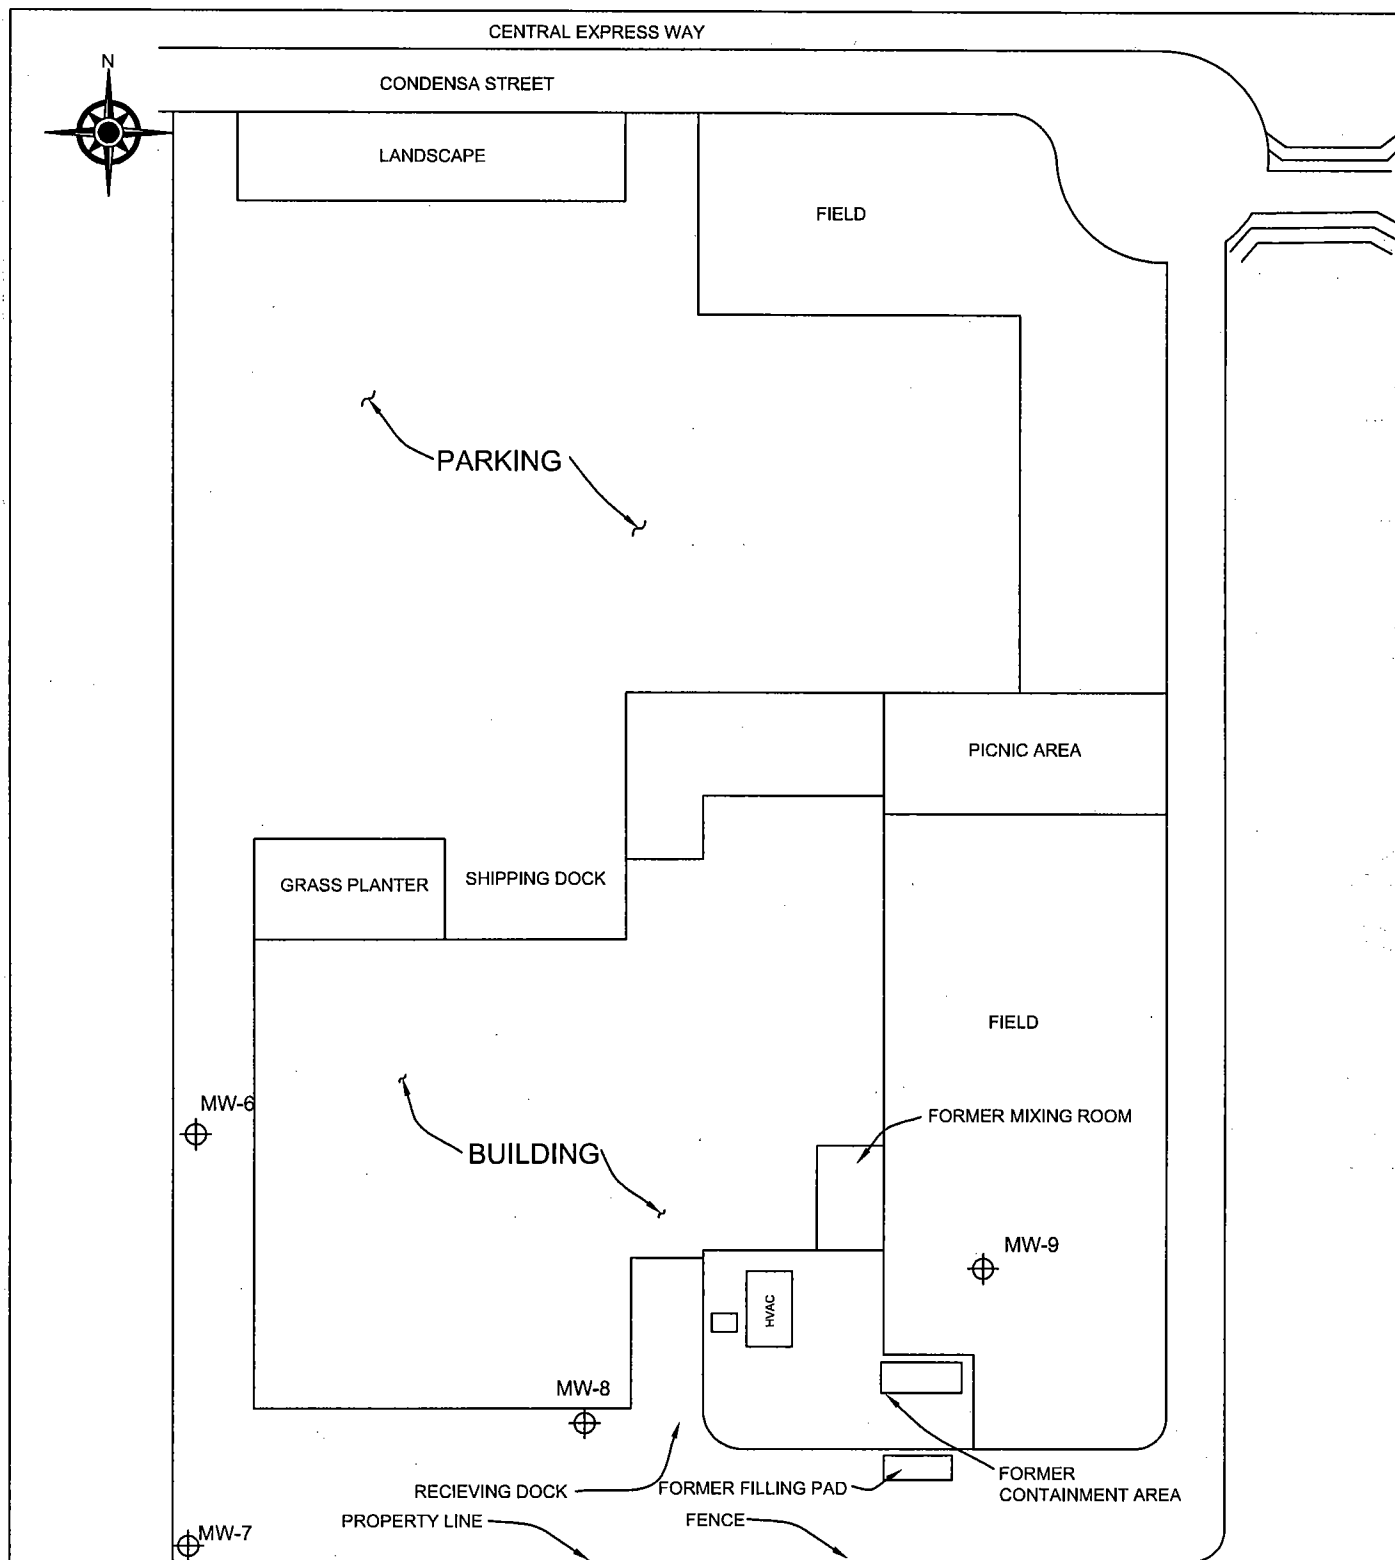 CENTRAL EXPRESS WAY
N
CONDENSA STREET
LANDSCAPE
FIELD
PARKING
PICNIC AREA
GRASS PLANTER
SHIPPING DOCK
FIELD
MW-6
FORMER MIXING ROOM
BUILDING
MW-9
HVAC
MW-8
RECIEVING DOCK
FORMER FILLING PAD
FORMER
CONTAINMENT AREA
PROPERTY LINE
FENCE
MW-7